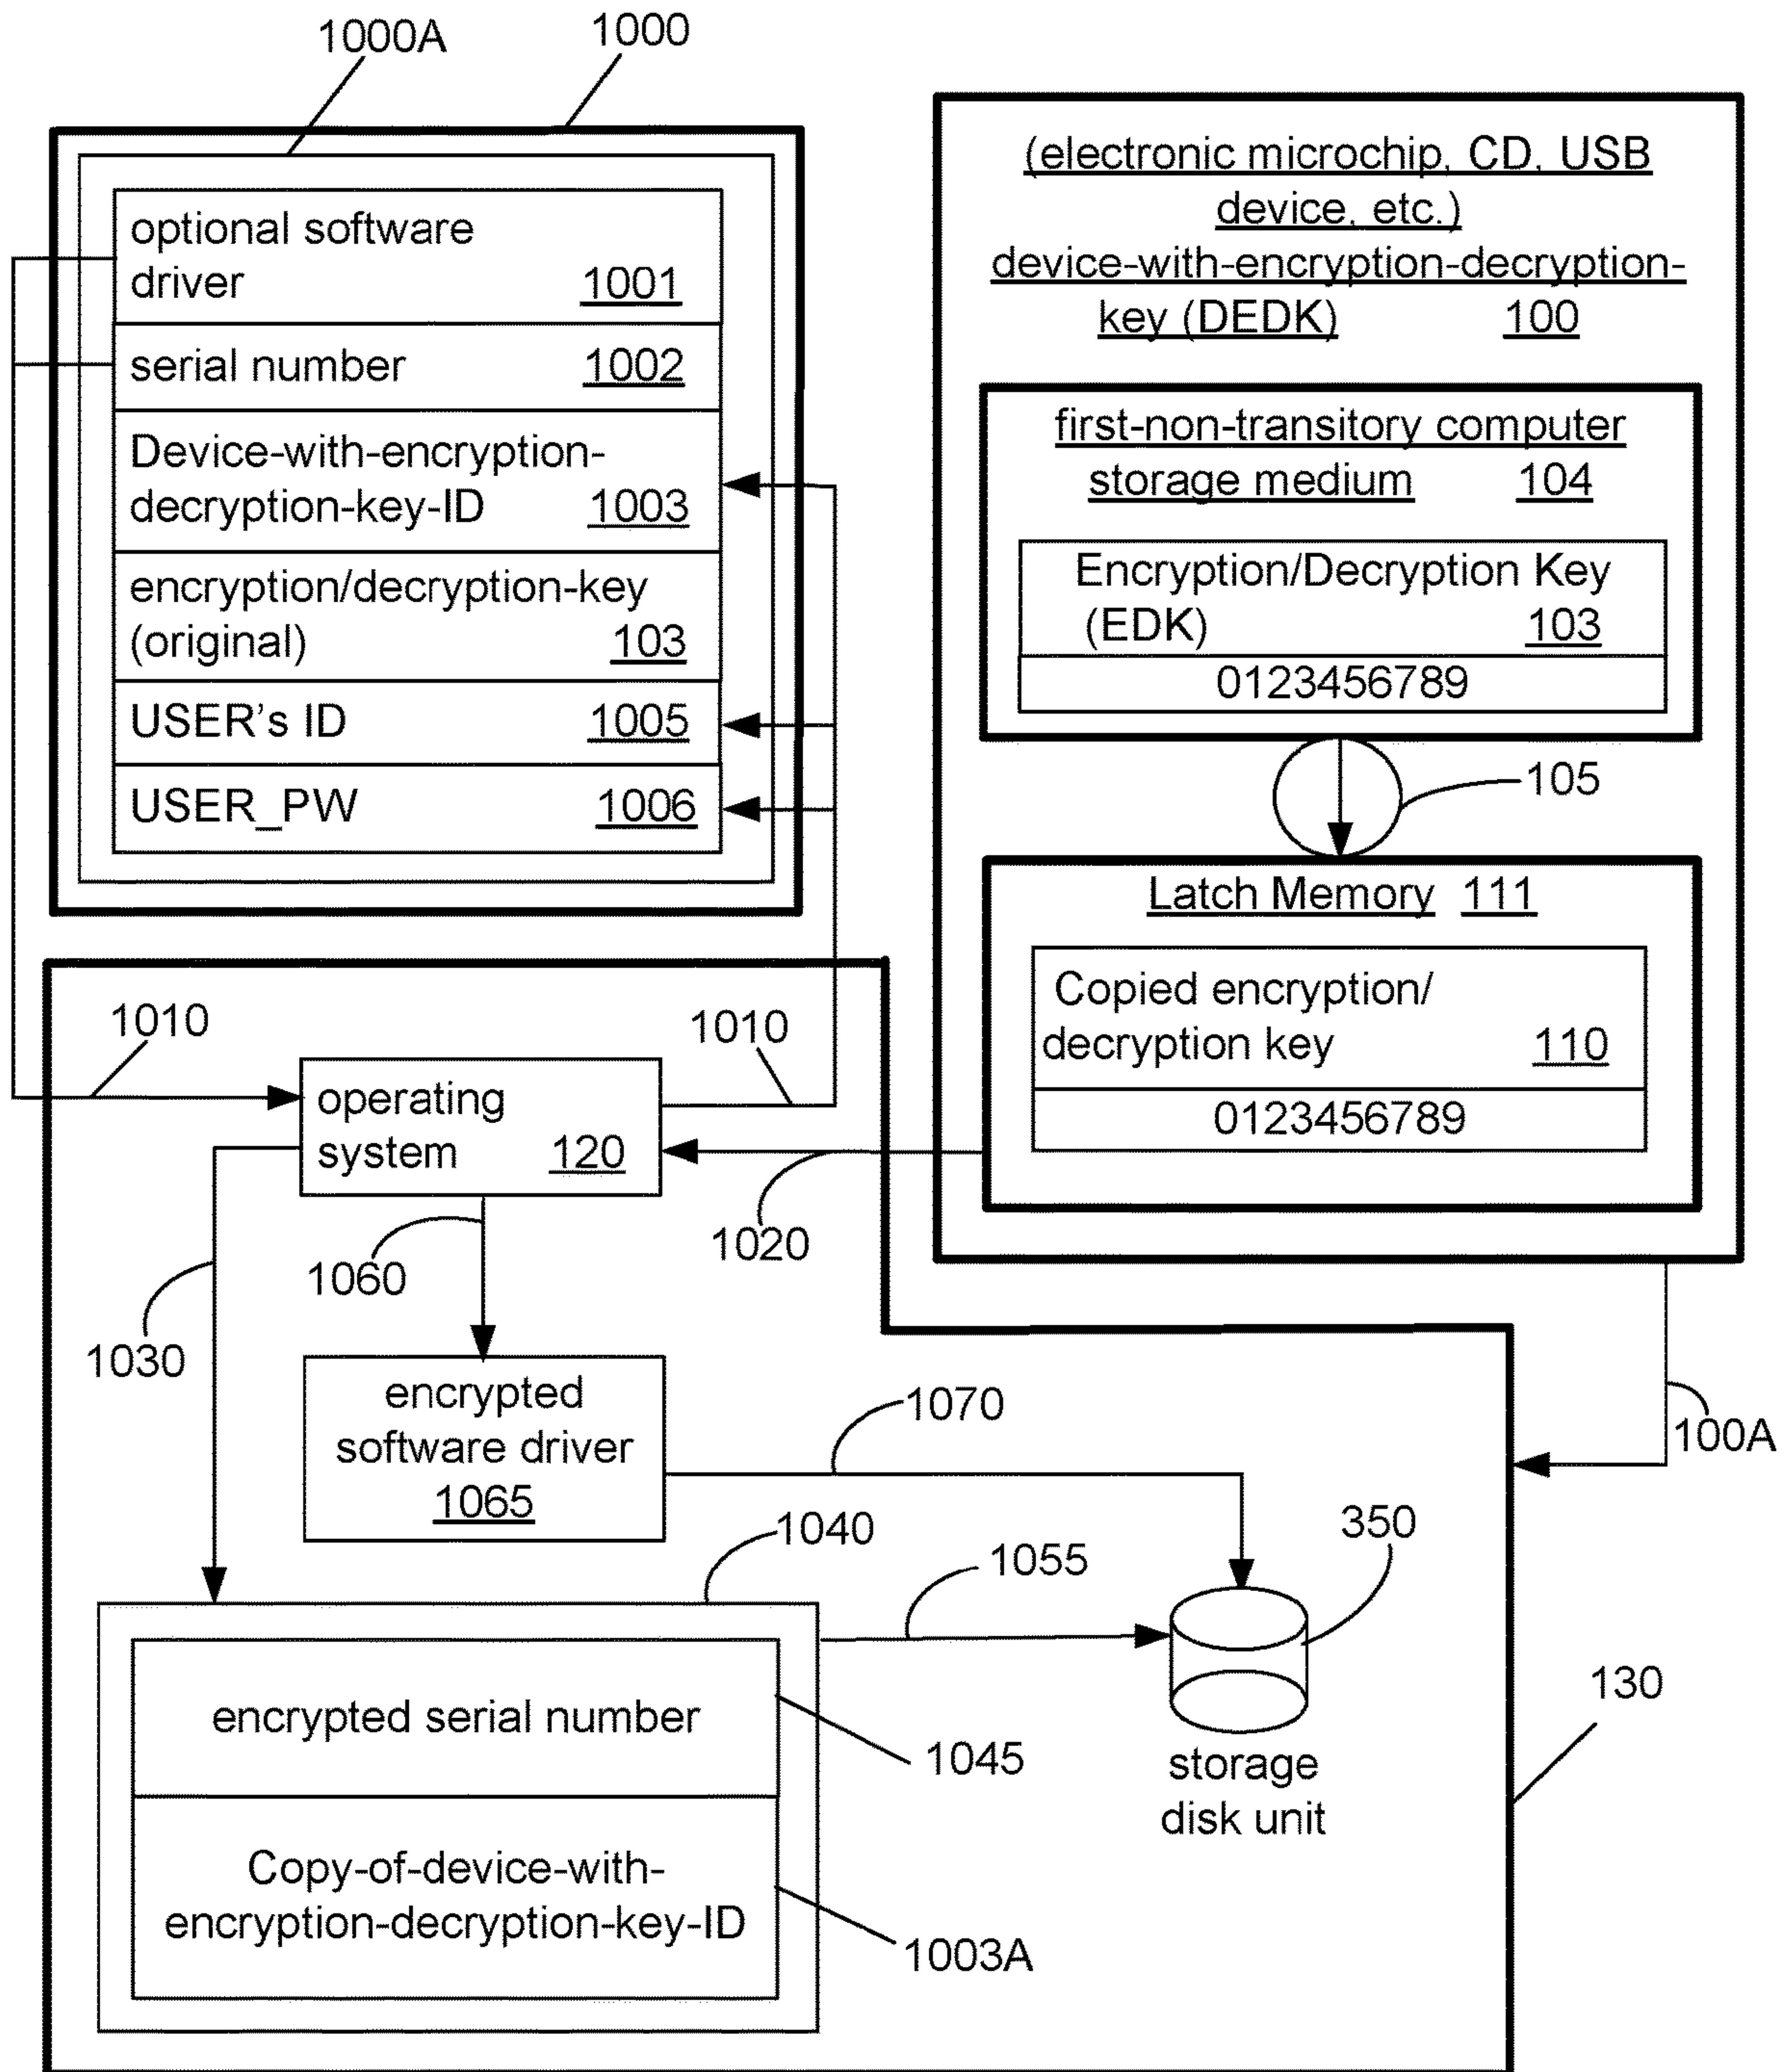 1000A
1000
optional software
driver 1001
serial number 1002
Device-with-encryption-
decryption-key-ID 1003
encryption/decryption-key
(original) 103
USER's ID 1005
USER_PW 1006
(electronic microchip, CD, USB
device, etc.)
device-with-encryption-decryption-
key (DEDK) 100
first-non-transitory computer
storage medium 104
Encryption/Decryption Key
(EDK) 103
0123456789
105
Latch Memory 111
Copied encryption/
decryption key 110
0123456789
1010
1010
operating
system 120
1020
1060
1030
100A
encrypted
software driver
1065
1070
1040
1055
350
encrypted serial number
1045
storage
disk unit
130
Copy-of-device-with-
encryption-decryption-key-ID
1003A